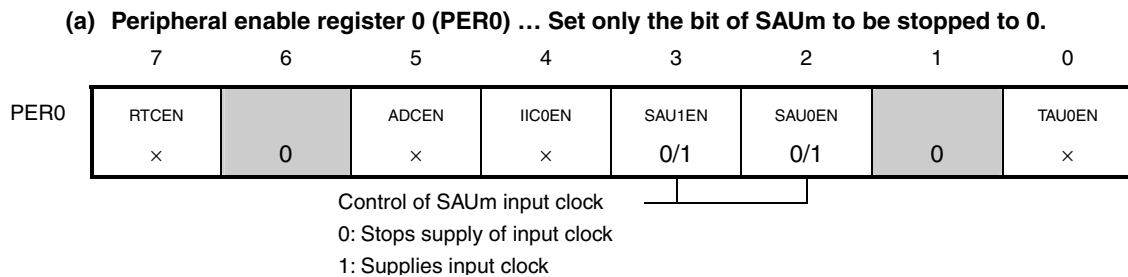 (a) Peripheral enable register 0 (PER0) … Set only the bit of SAUm to be stopped to 0.
7 6 5 4 3 2 1 0
PER0 RTCEN ADCEN IIC0EN SAU1EN SAU0EN TAU0EN
× 0 × × 0/1 0/1 0 ×
Control of SAUm input clock
0: Stops supply of input clock
1: Supplies input clock